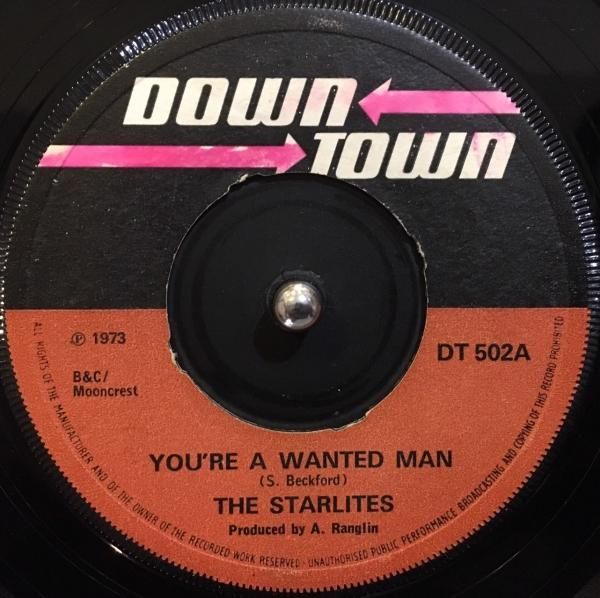 DOWN
TOWN
℗ 1973
DT 502A
B&C/
Mooncrest
YOU'RE A WANTED MAN
(S. Beckford)
THE STARLITES
Produced by A. Ranglin
ALL RIGHTS OF THE MANUFACTURER AND OF THE OWNER OF THE RECORDED WORK RESERVED · UNAUTHORISED PUBLIC PERFORMANCE BROADCASTING AND COPYING OF THIS RECORD PROHIBITED